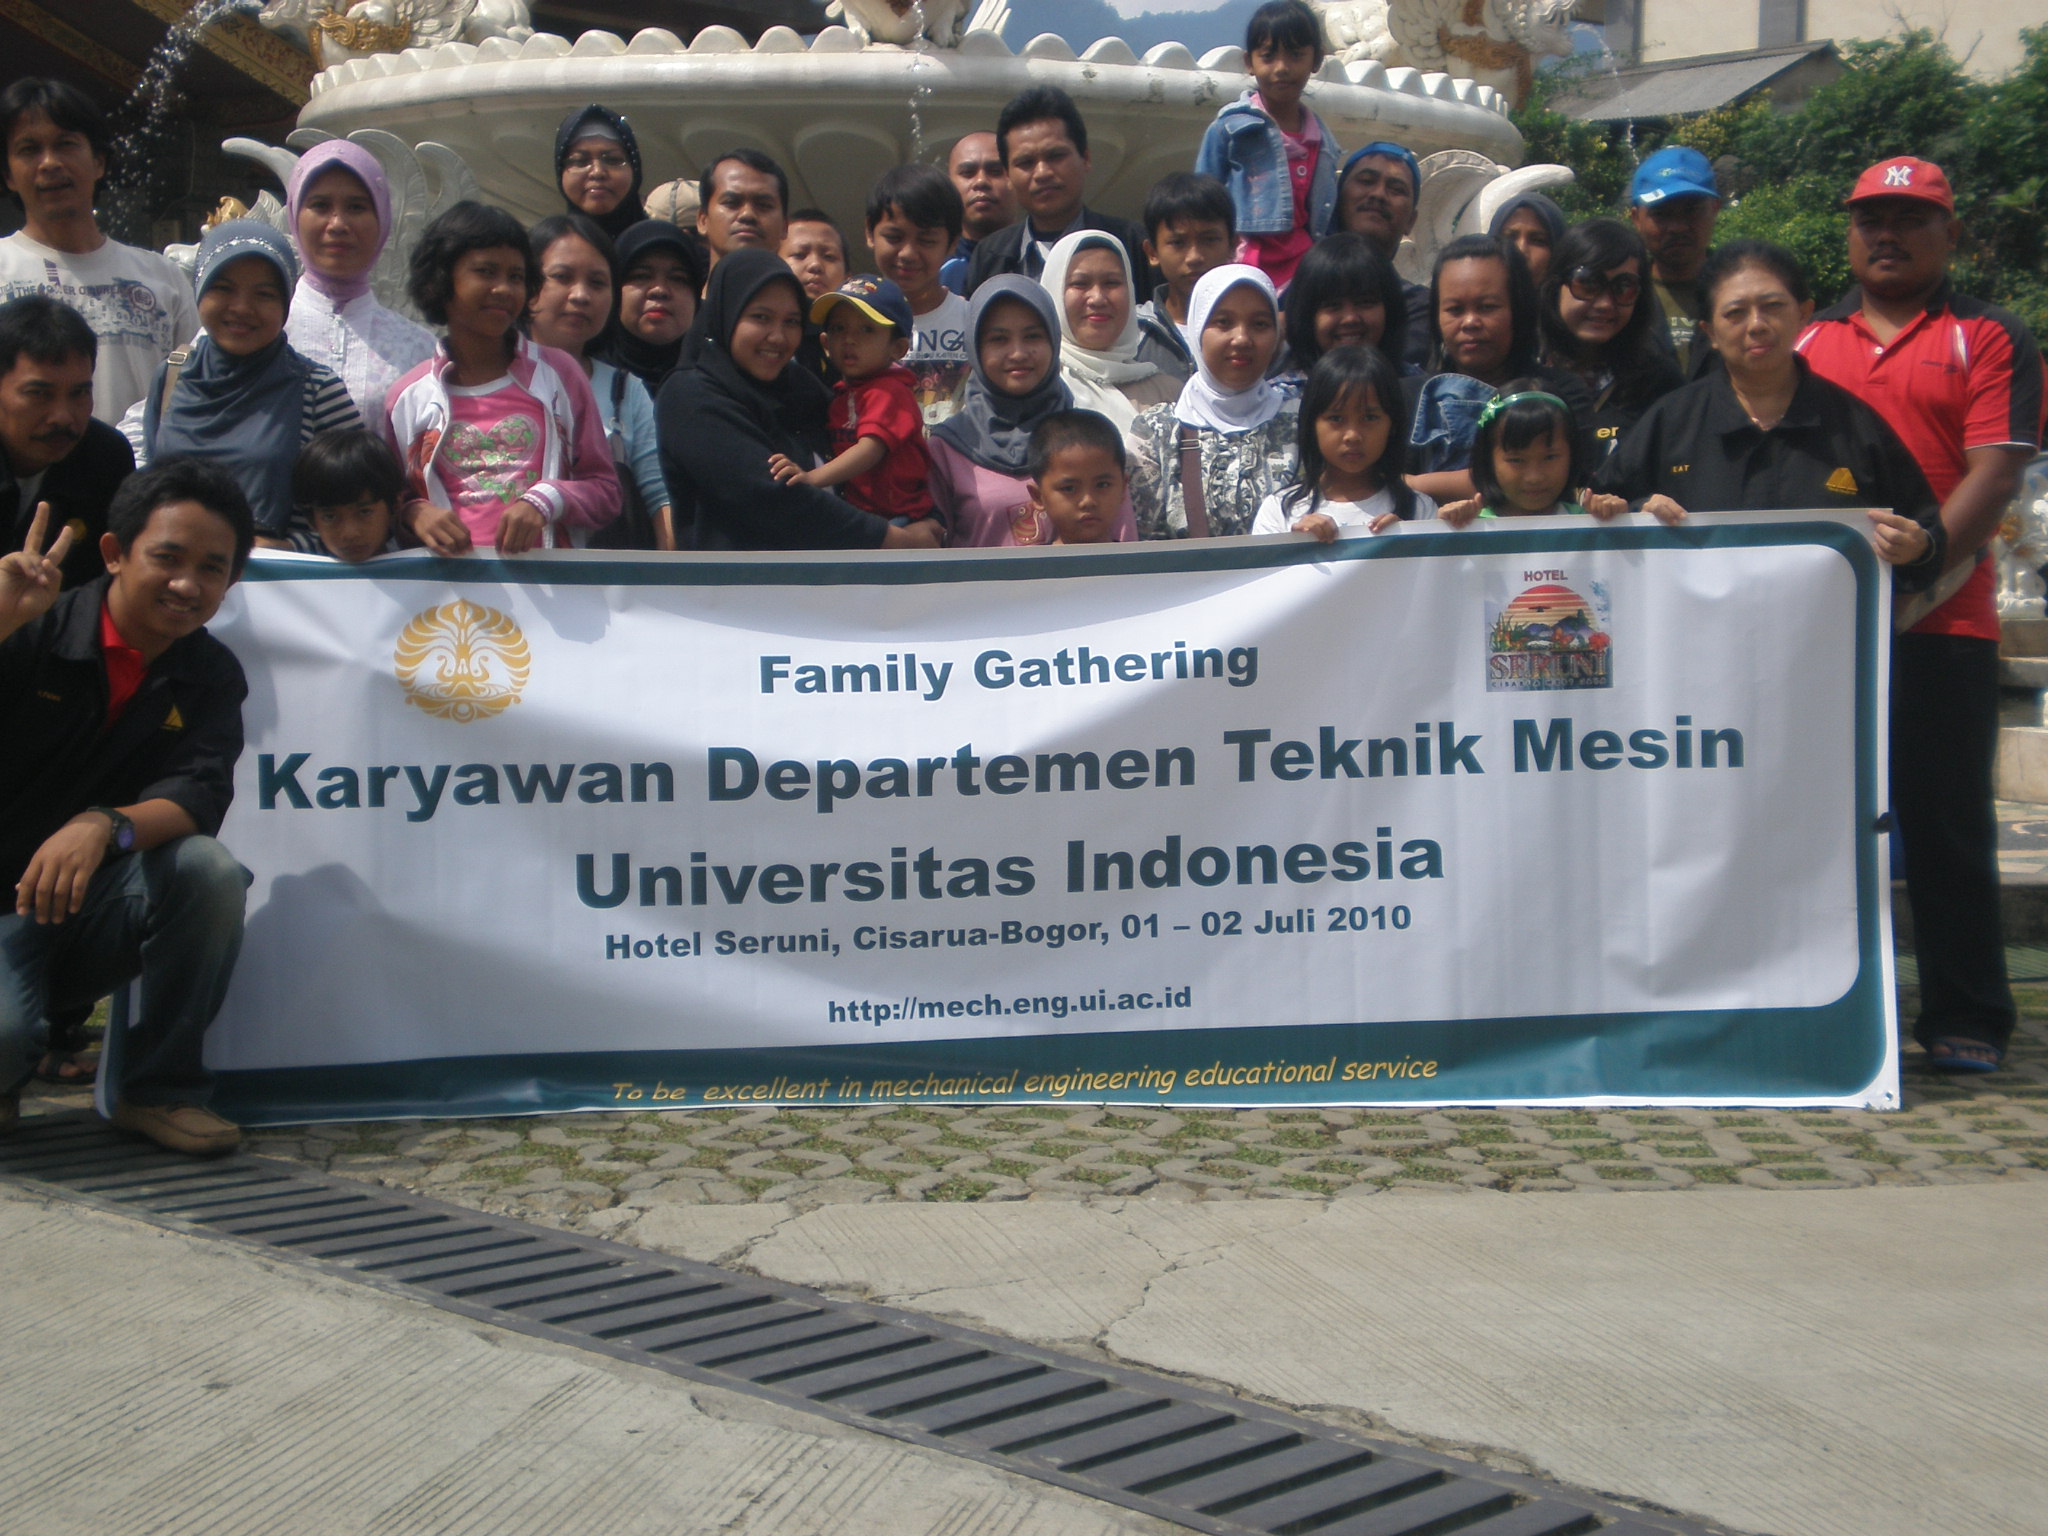 HOTEL
SERUNI
Family Gathering
Karyawan Departemen Teknik Mesin
Universitas Indonesia
Hotel Seruni, Cisarua-Bogor, 01 – 02 Juli 2010
http://mech.eng.ui.ac.id
To be excellent in mechanical engineering educational service
NY